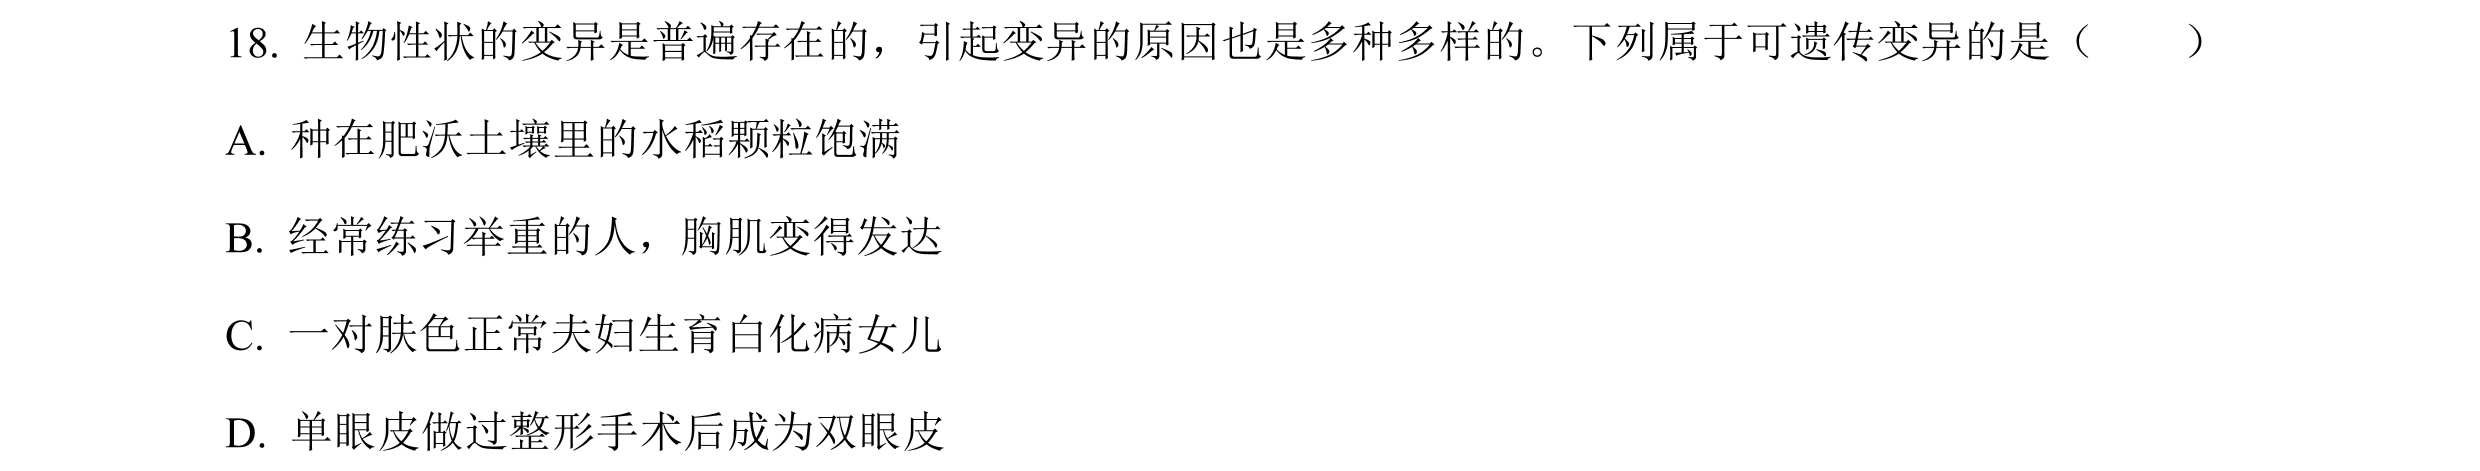 18. 生物性状的变异是普遍存在的，引起变异的原因也是多种多样的。下列属于可遗传变异的是（　　）
A. 种在肥沃土壤里的水稻颗粒饱满
B. 经常练习举重的人，胸肌变得发达
C. 一对肤色正常夫妇生育白化病女儿
D. 单眼皮做过整形手术后成为双眼皮